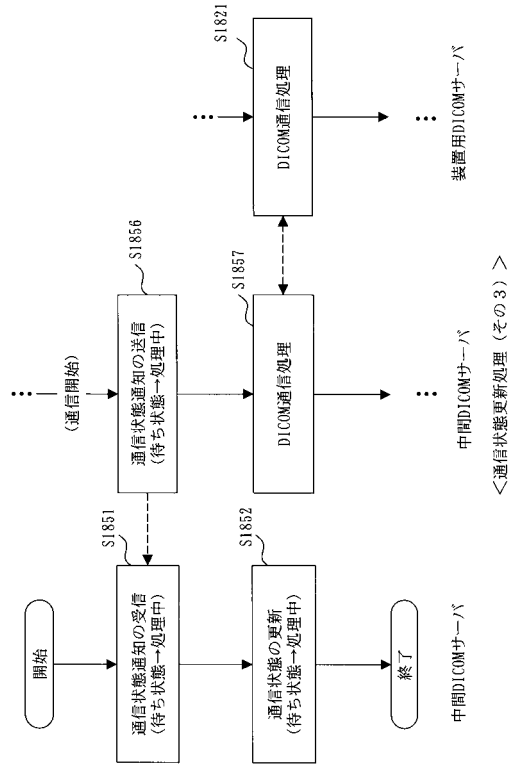 開始
S1851
通信状態通知の受信
(待ち状態→処理中)
S1852
通信状態の更新
(待ち状態→処理中)
終了
中間DICOMサーバ
⋮
(通信開始)
S1856
通信状態通知の送信
(待ち状態→処理中)
S1857
DICOM通信処理
⋮
中間DICOMサーバ
⋮
S1821
DICOM通信処理
⋮
装置用DICOMサーバ
<通信状態更新処理(その3)>